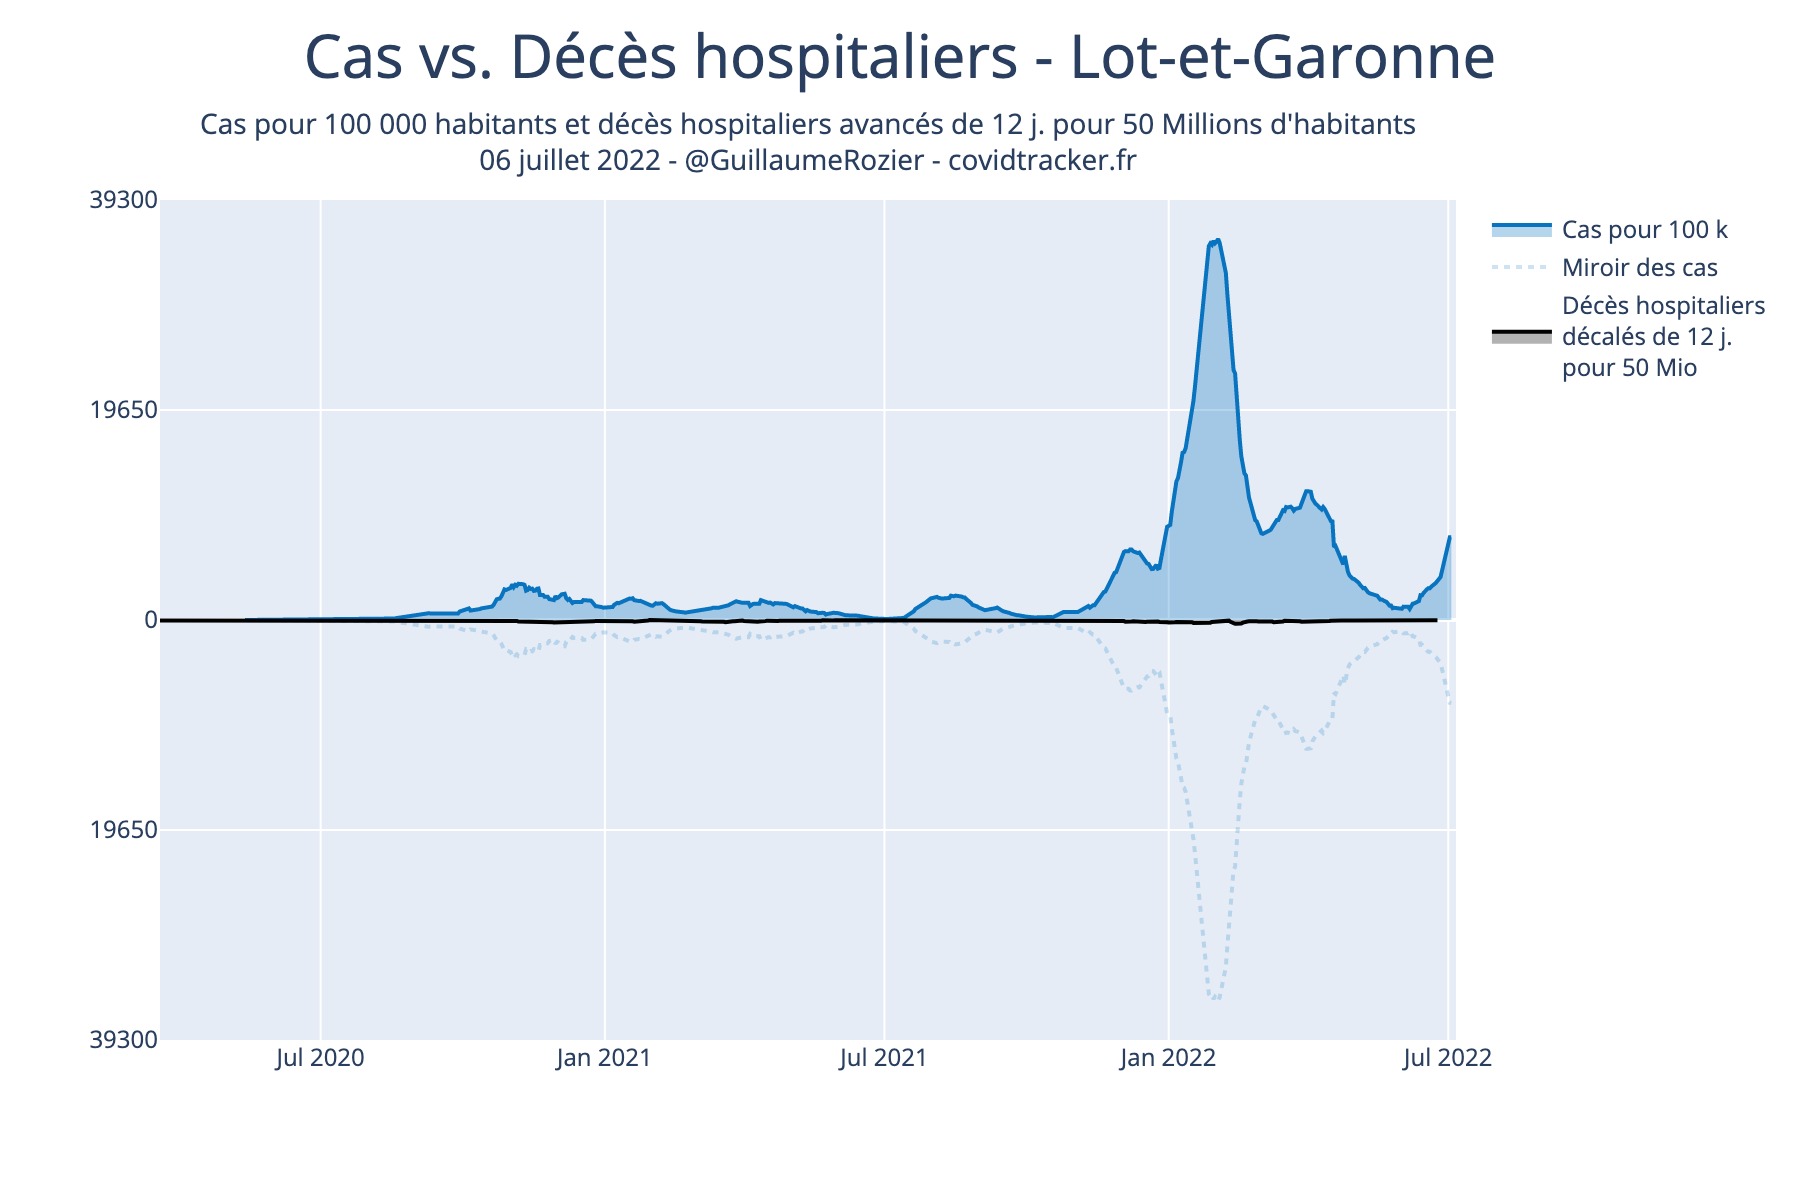 Cas vs. Décès hospitaliers - Lot-et-Garonne
Cas pour 100 000 habitants et décès hospitaliers avancés de 12 j. pour 50 Millions d'habitants
06 juillet 2022 - @GuillaumeRozier - covidtracker.fr
39300
19650
0
19650
39300
Jul 2020
Jan 2021
Jul 2021
Jan 2022
Jul 2022
Cas pour 100 k
Miroir des cas
Décès hospitaliers
décalés de 12 j.
pour 50 Mio